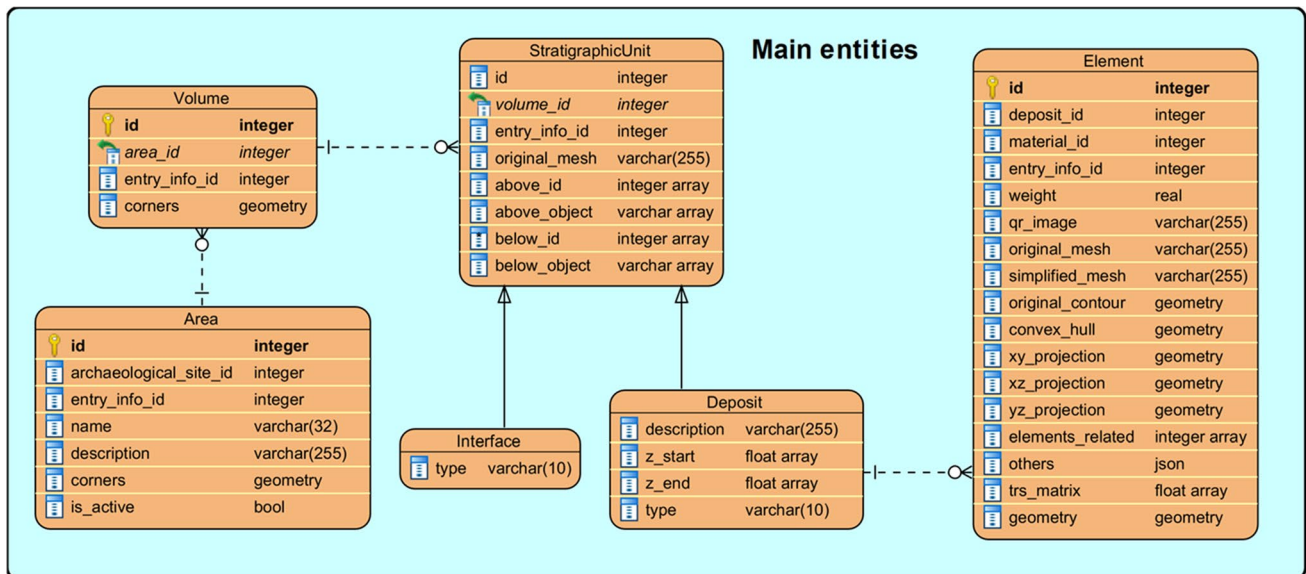 Main entities
Volume
id integer
area_id integer
entry_info_id integer
corners geometry
StratigraphicUnit
id integer
volume_id integer
entry_info_id integer
original_mesh varchar(255)
above_id integer array
above_object varchar array
below_id integer array
below_object varchar array
Element
id integer
deposit_id integer
material_id integer
entry_info_id integer
weight real
qr_image varchar(255)
original_mesh varchar(255)
simplified_mesh varchar(255)
original_contour geometry
convex_hull geometry
xy_projection geometry
xz_projection geometry
yz_projection geometry
elements_related integer array
others json
trs_matrix float array
geometry geometry
Area
id integer
archaeological_site_id integer
entry_info_id integer
name varchar(32)
description varchar(255)
corners geometry
is_active bool
Interface
type varchar(10)
Deposit
description varchar(255)
z_start float array
z_end float array
type varchar(10)